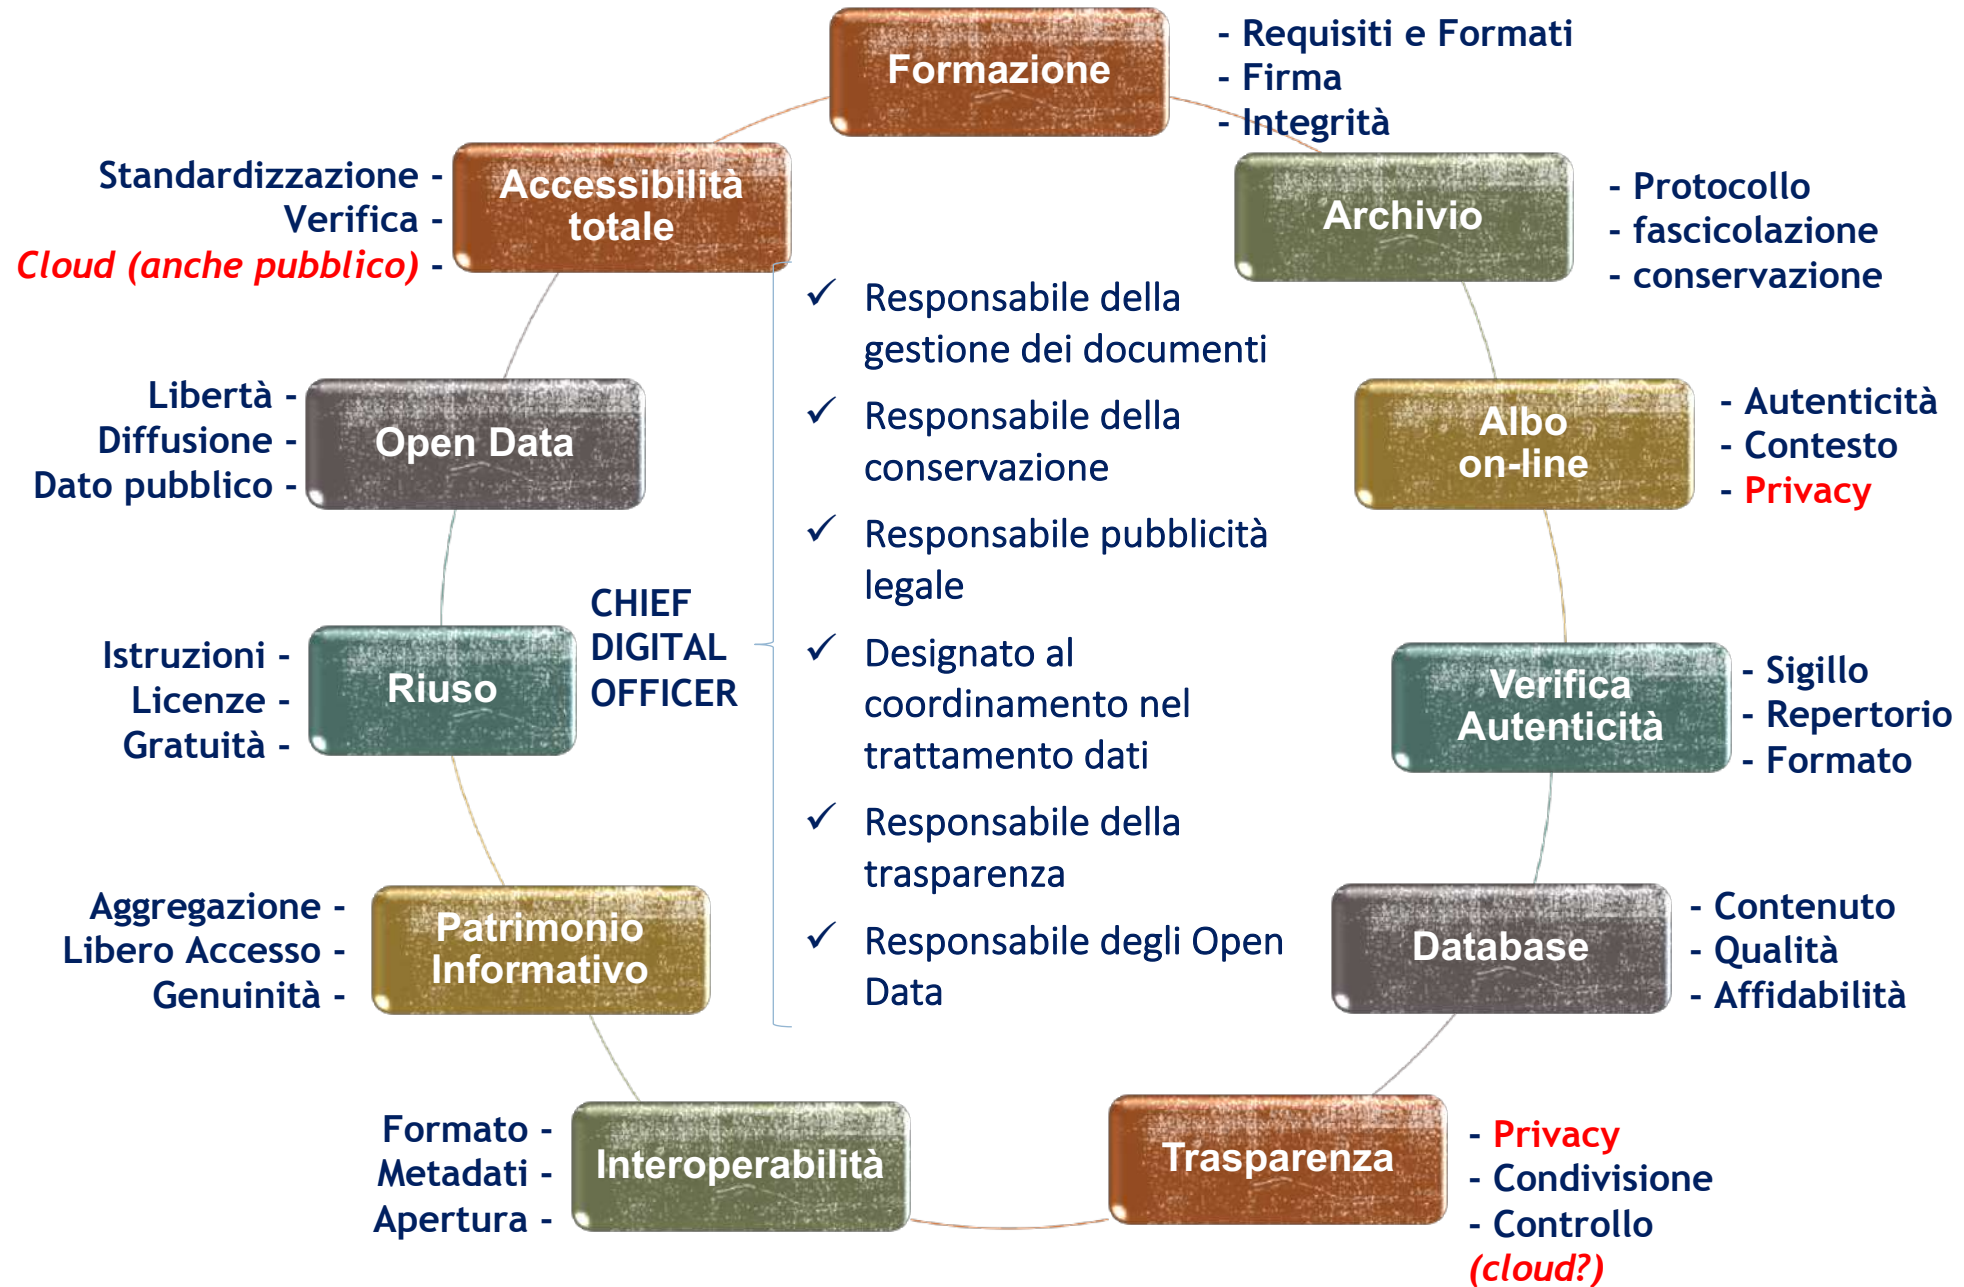 Formazione
- Requisiti e Formati
- Firma
- Integrità
Archivio
- Protocollo
- fascicolazione
- conservazione
Albo
on-line
- Autenticità
- Contesto
- Privacy
Verifica
Autenticità
- Sigillo
- Repertorio
- Formato
Database
- Contenuto
- Qualità
- Affidabilità
Trasparenza
- Privacy
- Condivisione
- Controllo
(cloud?)
Interoperabilità
Formato -
Metadati -
Apertura -
Patrimonio
Informativo
Aggregazione -
Libero Accesso -
Genuinità -
Riuso
Istruzioni -
Licenze -
Gratuità -
Open Data
Libertà -
Diffusione -
Dato pubblico -
Accessibilità
totale
Standardizzazione -
Verifica -
Cloud (anche pubblico) -
CHIEF
DIGITAL
OFFICER
✓ Responsabile della
gestione dei documenti
✓ Responsabile della
conservazione
✓ Responsabile pubblicità
legale
✓ Designato al
coordinamento nel
trattamento dati
✓ Responsabile della
trasparenza
✓ Responsabile degli Open
Data